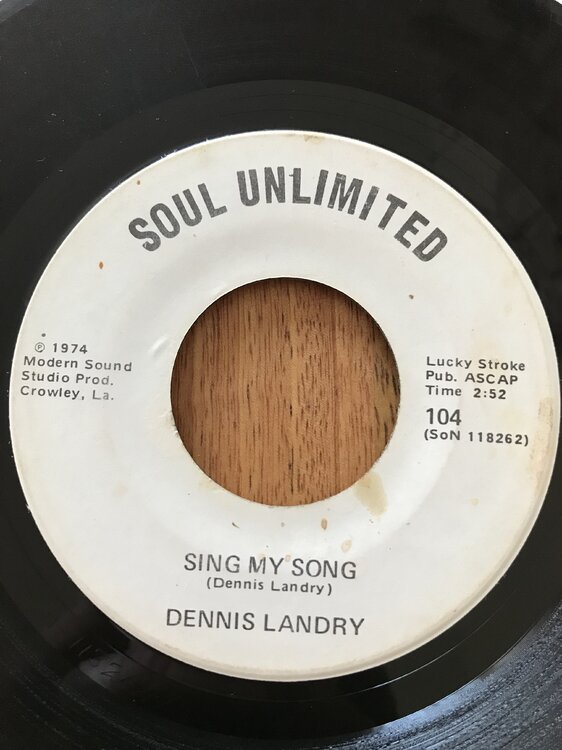 SOUL UNLIMITED
℗ 1974
Modern Sound
Studio Prod.
Crowley, La.
Lucky Stroke
Pub. ASCAP
Time 2:52
104
(SoN 118262)
SING MY SONG
(Dennis Landry)
DENNIS LANDRY